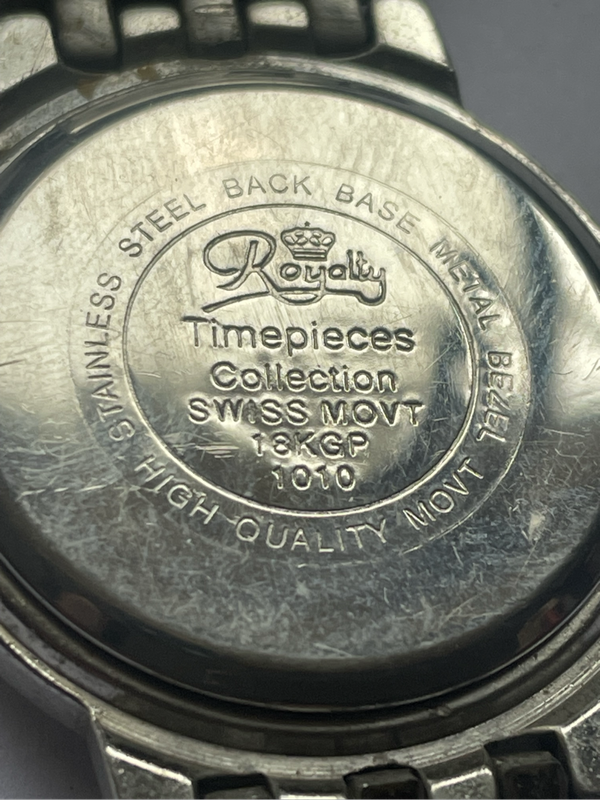 STAINLESS STEEL BACK BASE METAL BEZEL
HIGH QUALITY MOVT
Royalty
Timepieces
Collection
SWISS MOVT
18KGP
1010